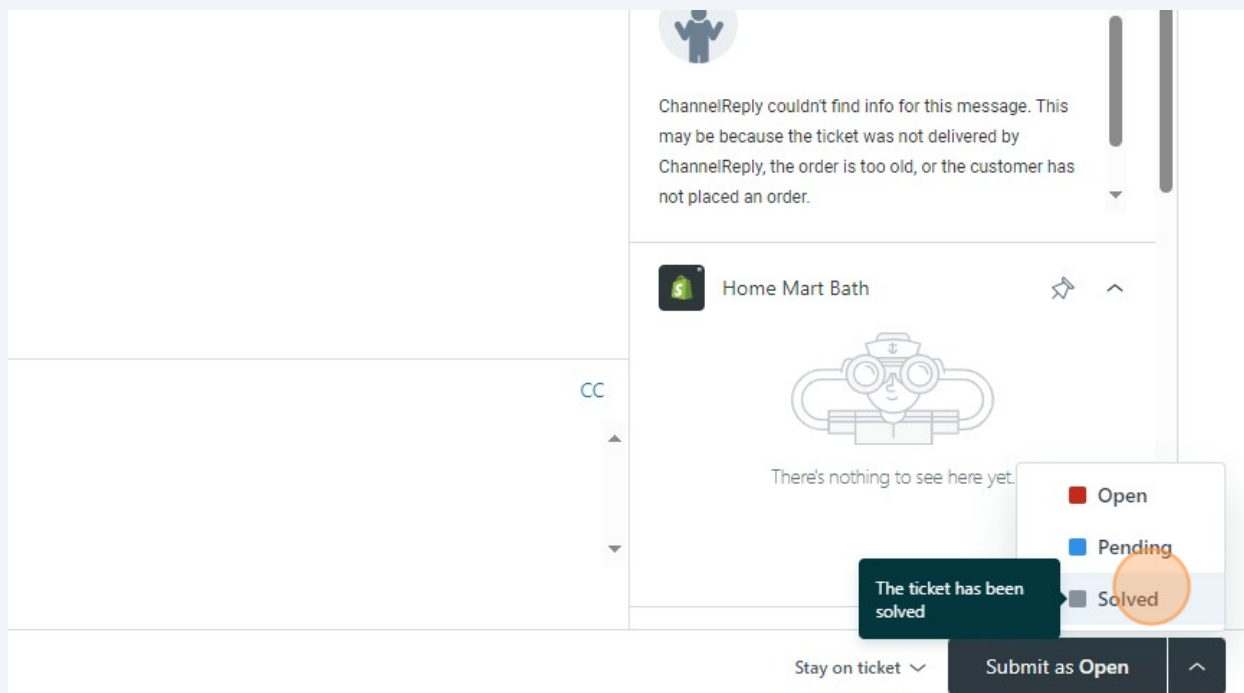 ChannelReply couldn't find info for this message. This
may be because the ticket was not delivered by
ChannelReply, the order is too old, or the customer has
not placed an order.
Home Mart Bath
CC
There's nothing to see here yet.
Open
Pending
The ticket has been
solved
Solved
Stay on ticket
Submit as Open